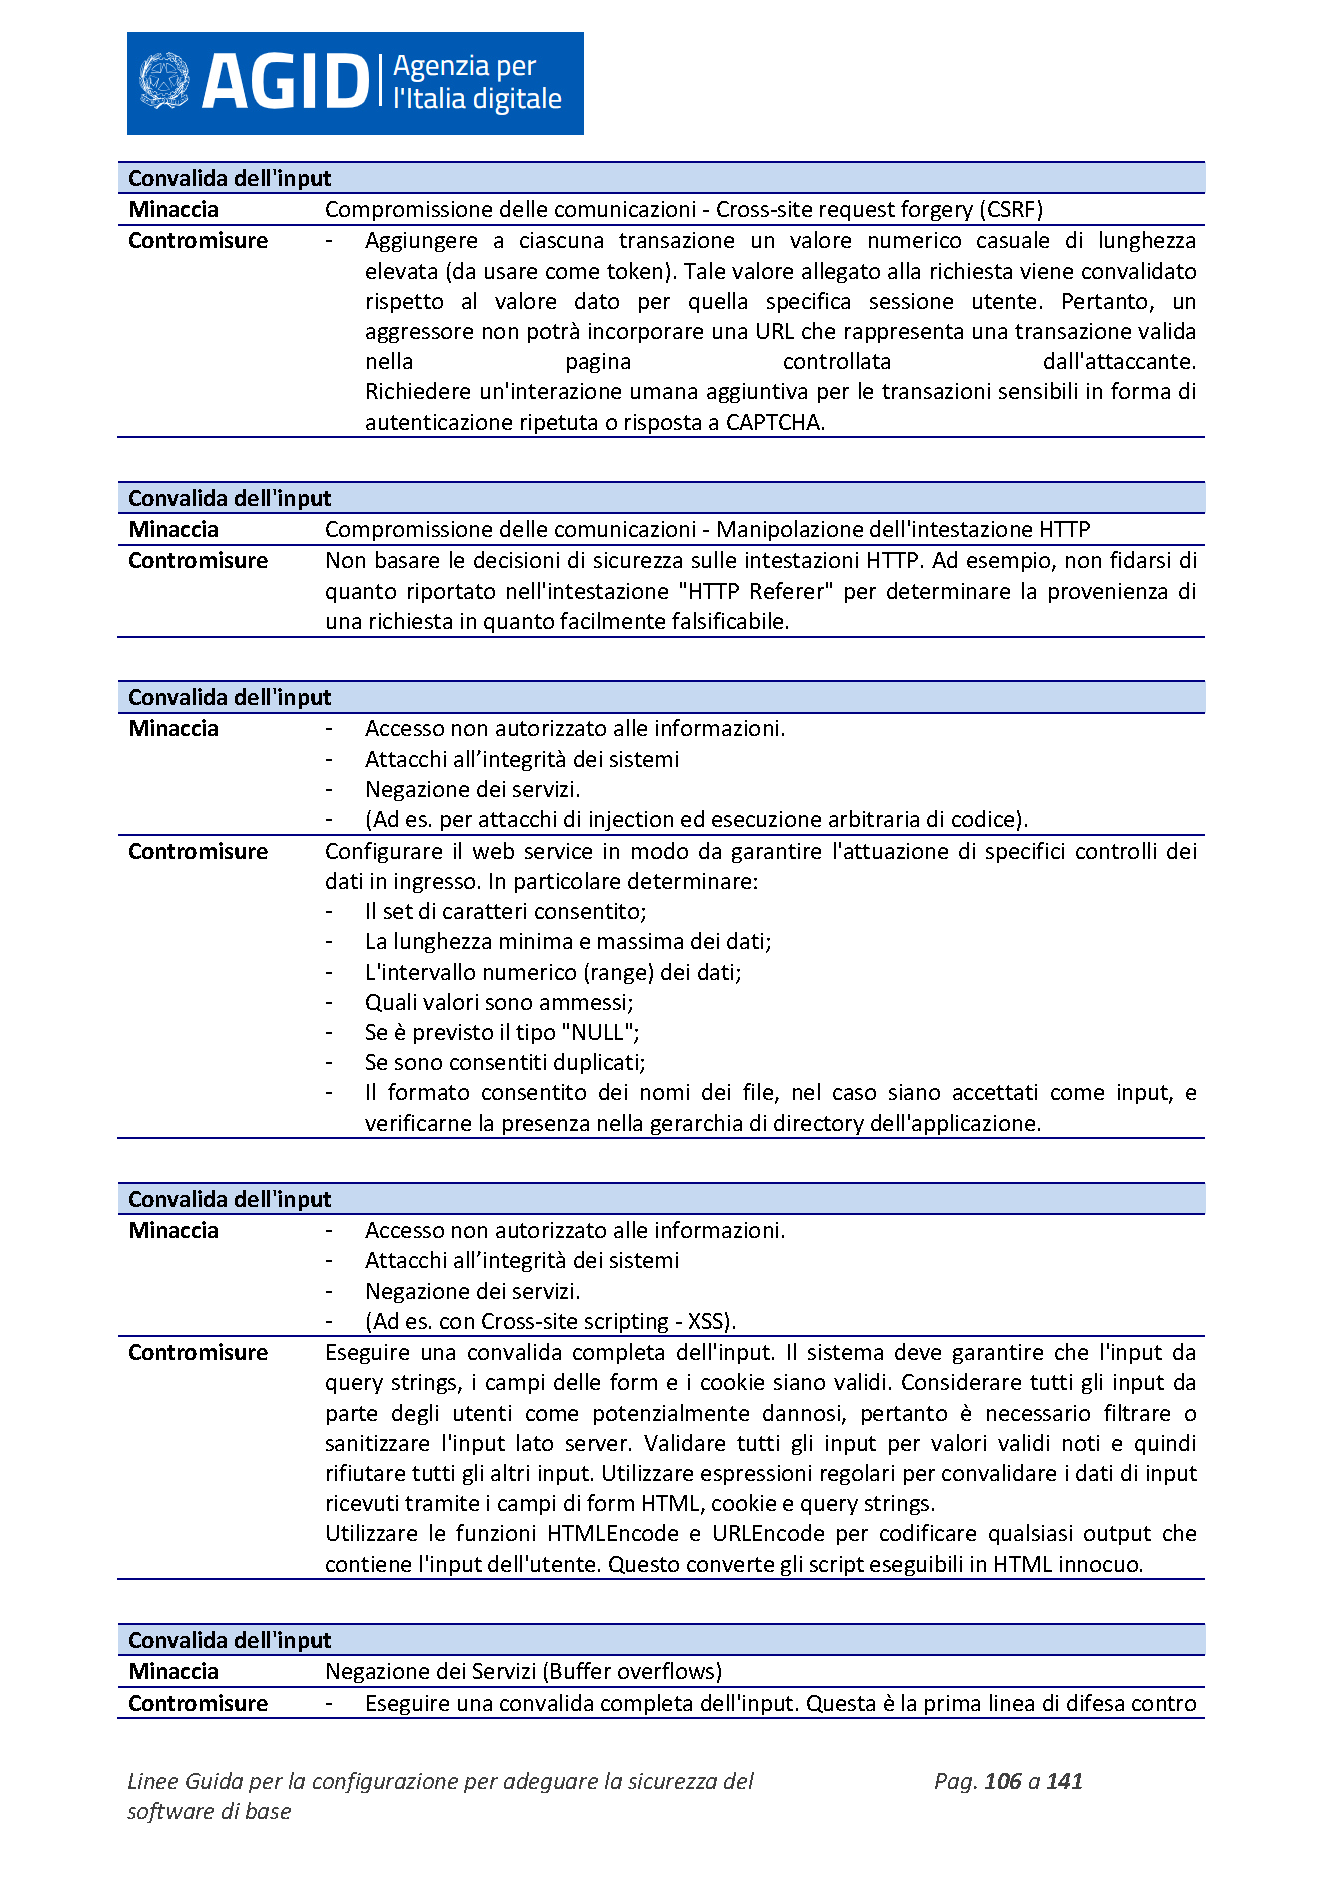 AGID Agenzia per
l'Italia digitale
Convalida dell'input
Minaccia Compromissione delle comunicazioni - Cross-site request forgery (CSRF)
Contromisure - Aggiungere a ciascuna transazione un valore numerico casuale di lunghezza
elevata (da usare come token). Tale valore allegato alla richiesta viene convalidato
rispetto al valore dato per quella specifica sessione utente. Pertanto, un
aggressore non potrà incorporare una URL che rappresenta una transazione valida
nella pagina controllata dall'attaccante.
Richiedere un'interazione umana aggiuntiva per le transazioni sensibili in forma di
autenticazione ripetuta o risposta a CAPTCHA.
Convalida dell'input
Minaccia Compromissione delle comunicazioni - Manipolazione dell'intestazione HTTP
Contromisure Non basare le decisioni di sicurezza sulle intestazioni HTTP. Ad esempio, non fidarsi di
quanto riportato nell'intestazione "HTTP Referer" per determinare la provenienza di
una richiesta in quanto facilmente falsificabile.
Convalida dell'input
Minaccia - Accesso non autorizzato alle informazioni.
- Attacchi all’integrità dei sistemi
- Negazione dei servizi.
- (Ad es. per attacchi di injection ed esecuzione arbitraria di codice).
Contromisure Configurare il web service in modo da garantire l'attuazione di specifici controlli dei
dati in ingresso. In particolare determinare:
- Il set di caratteri consentito;
- La lunghezza minima e massima dei dati;
- L'intervallo numerico (range) dei dati;
- Quali valori sono ammessi;
- Se è previsto il tipo "NULL";
- Se sono consentiti duplicati;
- Il formato consentito dei nomi dei file, nel caso siano accettati come input, e
verificarne la presenza nella gerarchia di directory dell'applicazione.
Convalida dell'input
Minaccia - Accesso non autorizzato alle informazioni.
- Attacchi all’integrità dei sistemi
- Negazione dei servizi.
- (Ad es. con Cross-site scripting - XSS).
Contromisure Eseguire una convalida completa dell'input. Il sistema deve garantire che l'input da
query strings, i campi delle form e i cookie siano validi. Considerare tutti gli input da
parte degli utenti come potenzialmente dannosi, pertanto è necessario filtrare o
sanitizzare l'input lato server. Validare tutti gli input per valori validi noti e quindi
rifiutare tutti gli altri input. Utilizzare espressioni regolari per convalidare i dati di input
ricevuti tramite i campi di form HTML, cookie e query strings.
Utilizzare le funzioni HTMLEncode e URLEncode per codificare qualsiasi output che
contiene l'input dell'utente. Questo converte gli script eseguibili in HTML innocuo.
Convalida dell'input
Minaccia Negazione dei Servizi (Buffer overflows)
Contromisure - Eseguire una convalida completa dell'input. Questa è la prima linea di difesa contro
Linee Guida per la configurazione per adeguare la sicurezza del Pag. 106 a 141
software di base